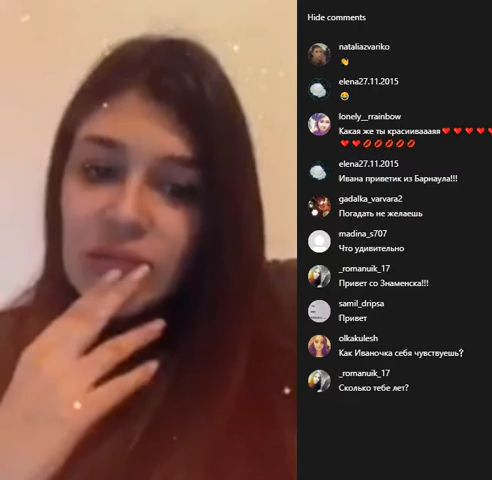 Hide comments
nataliazvariko
👏
elena27.11.2015
😂
lonely__rrainbow
Какая же ты красииваааяя❤❤❤❤❤
❤❤💋💋💋💋💋
elena27.11.2015
Ивана приветик из Барнаула!!!
gadalka_varvara2
Погадать не желаешь
madina_s707
Что удивительно
_romanuik_17
Привет со Знаменска!!!
samil_dripsa
Привет
olkakulesh
Как Иваночка себя чувствуешь?
_romanuik_17
Сколько тебе лет?